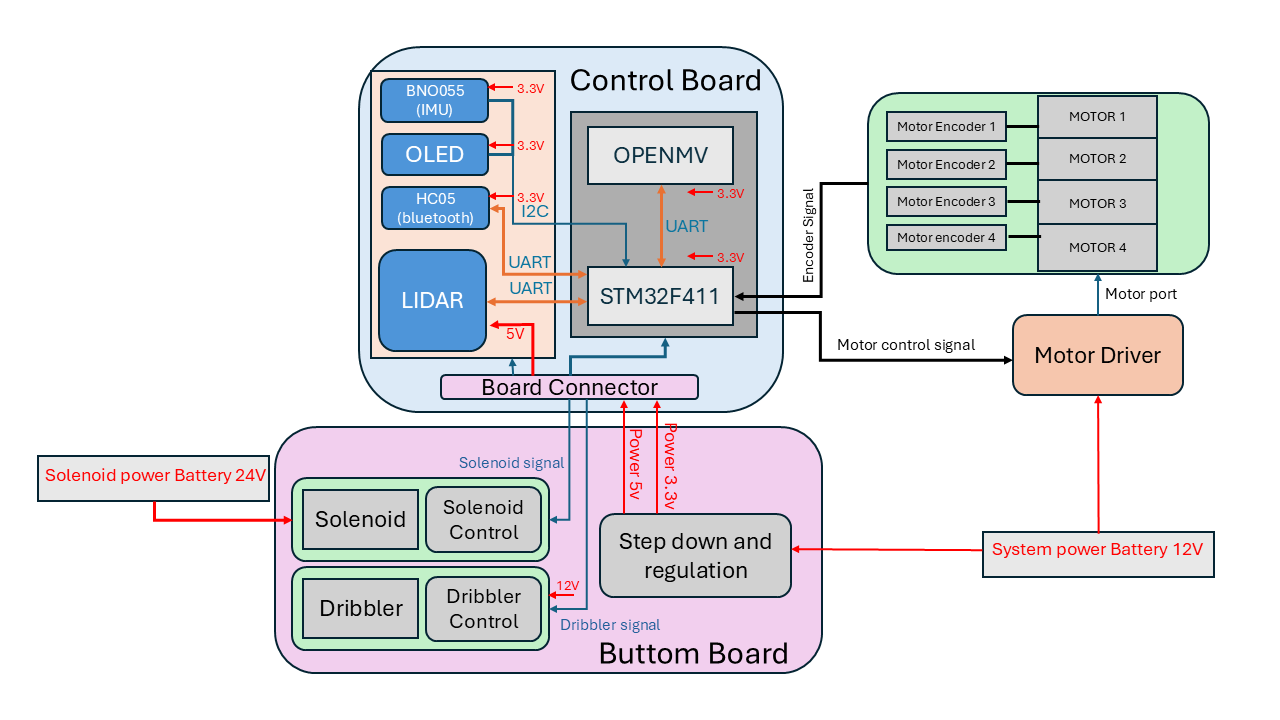 Control Board
BNO055
(IMU)
3.3V
OLED
3.3V
HC05
(bluetooth)
3.3V
I2C
UART
UART
LIDAR
5V
OPENMV
3.3V
UART
3.3V
STM32F411
Board Connector
Encoder Signal
Motor Encoder 1
Motor Encoder 2
Motor Encoder 3
Motor encoder 4
MOTOR 1
MOTOR 2
MOTOR 3
MOTOR 4
Motor port
Motor control signal
Motor Driver
Solenoid power Battery 24V
Solenoid signal
Power 5v
Power 3.3v
Solenoid
Solenoid
Control
Step down and
regulation
System power Battery 12V
Dribbler
Dribbler
Control
12V
Dribbler signal
Buttom Board